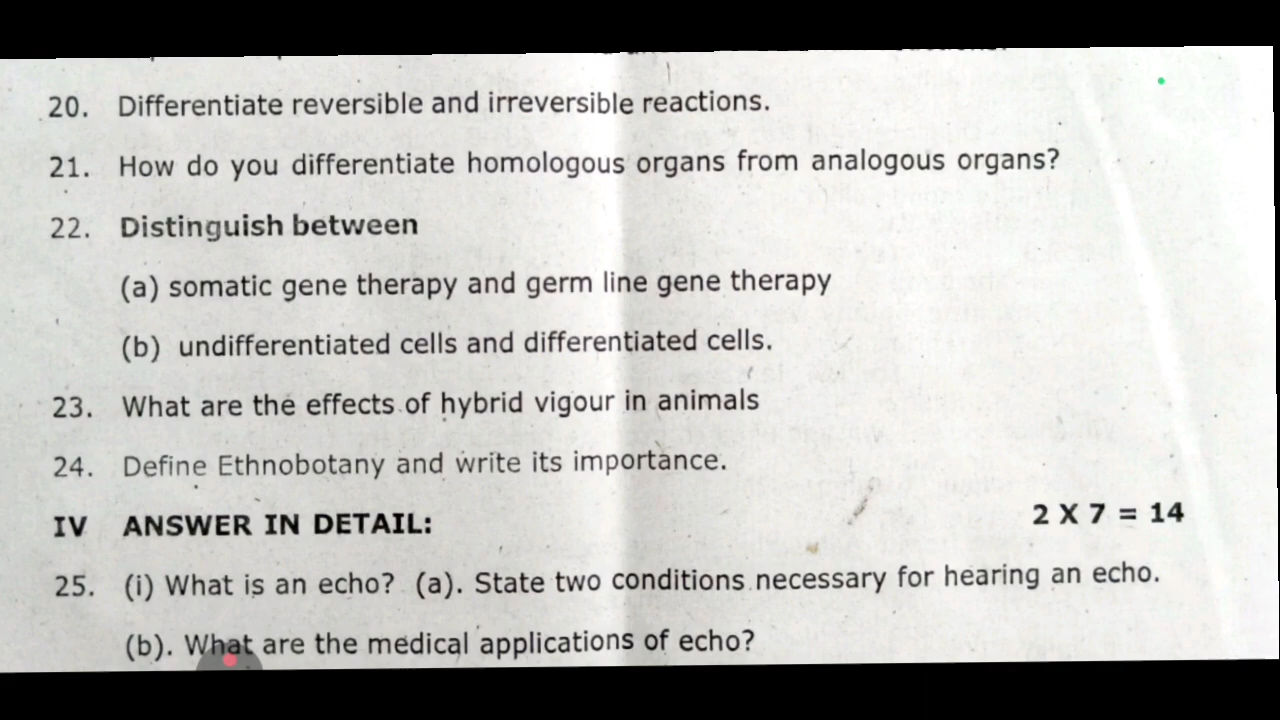 20. Differentiate reversible and irreversible reactions.
21. How do you differentiate homologous organs from analogous organs?
22. Distinguish between
(a) somatic gene therapy and germ line gene therapy
(b) undifferentiated cells and differentiated cells.
23. What are the effects of hybrid vigour in animals
24. Define Ethnobotany and write its importance.
IV ANSWER IN DETAIL: 2 X 7 = 14
25. (i) What is an echo? (a). State two conditions necessary for hearing an echo.
(b). What are the medical applications of echo?